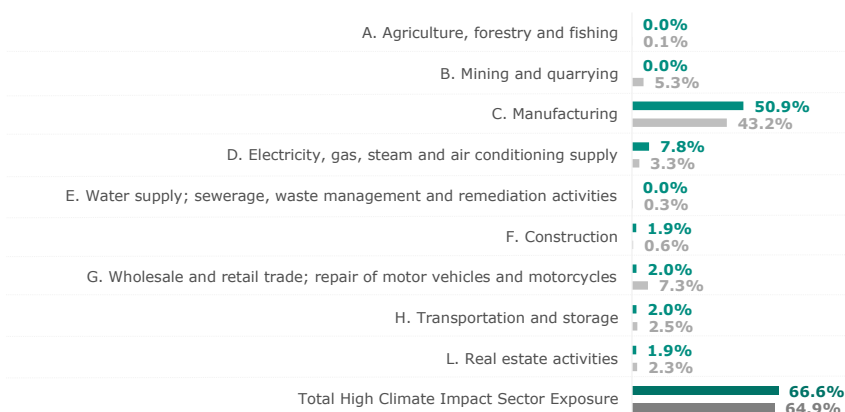 A. Agriculture, forestry and fishing
0.0%
0.1%
B. Mining and quarrying
0.0%
5.3%
C. Manufacturing
50.9%
43.2%
D. Electricity, gas, steam and air conditioning supply
7.8%
3.3%
E. Water supply; sewerage, waste management and remediation activities
0.0%
0.3%
F. Construction
1.9%
0.6%
G. Wholesale and retail trade; repair of motor vehicles and motorcycles
2.0%
7.3%
H. Transportation and storage
2.0%
2.5%
L. Real estate activities
1.9%
2.3%
Total High Climate Impact Sector Exposure
66.6%
64.9%